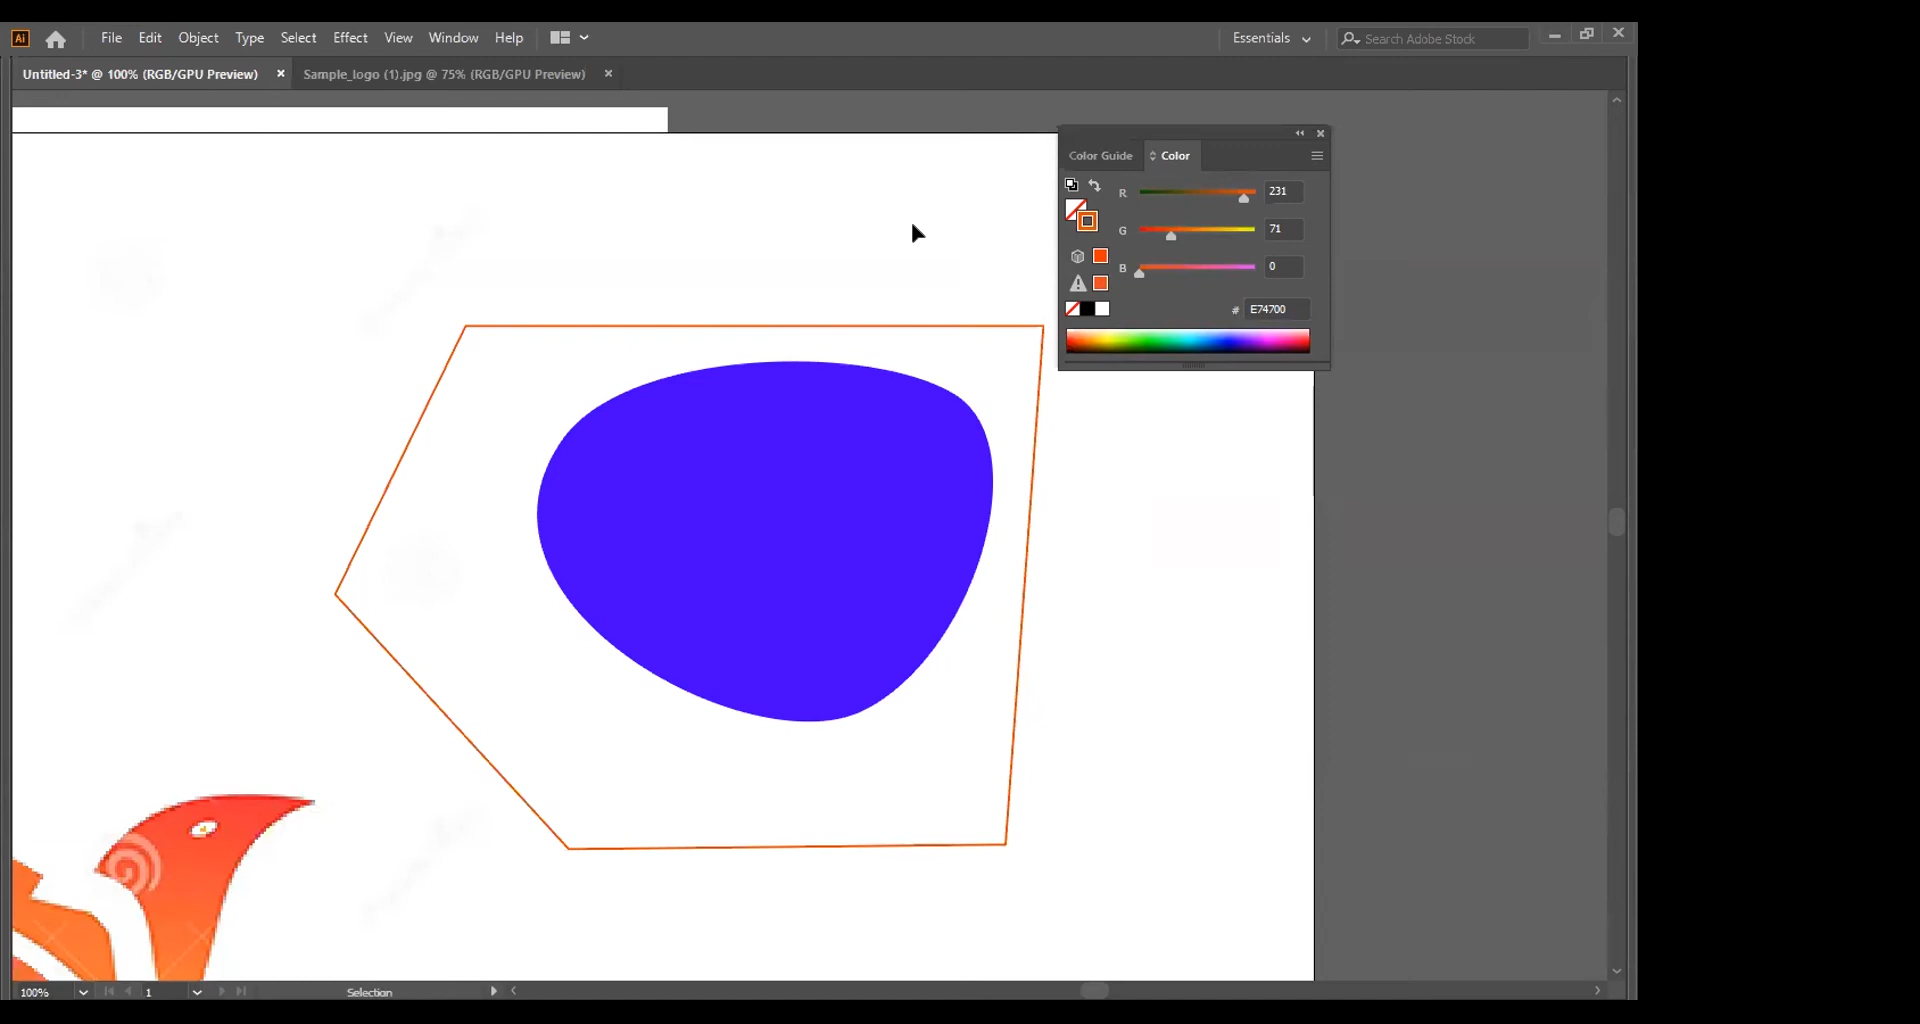 Ai File Edit Object Type Select Effect View Window Help Essentials Search Adobe Stock
Untitled-3* @ 100% (RGB/GPU Preview) × Sample_logo (1).jpg @ 75% (RGB/GPU Preview) ×
Color Guide Color
R 231
G 71
B 0
# E74700
100% 1 Selection